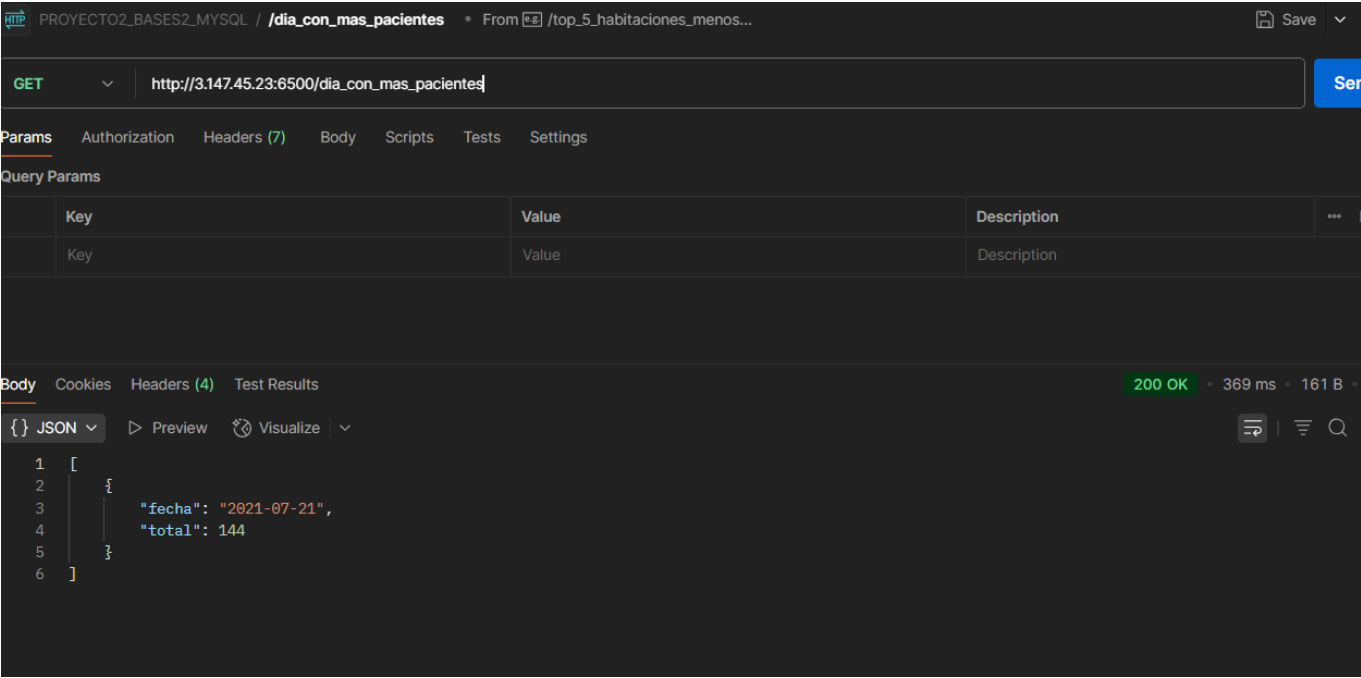 HTTP PROYECTO2_BASES2_MYSQL / /dia_con_mas_pacientes • From e.g. /top_5_habitaciones_menos... Save
GET http://3.147.45.23:6500/dia_con_mas_pacientes Ser
Params Authorization Headers (7) Body Scripts Tests Settings
Query Params
Key Value Description
Key Value Description
Body Cookies Headers (4) Test Results 200 OK • 369 ms • 161 B •
{} JSON Preview Visualize
1 [
2 {
3 "fecha": "2021-07-21",
4 "total": 144
5 }
6 ]